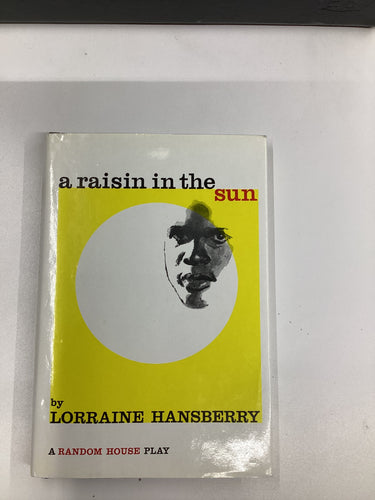 a raisin in the
sun
by
LORRAINE HANSBERRY
A RANDOM HOUSE PLAY